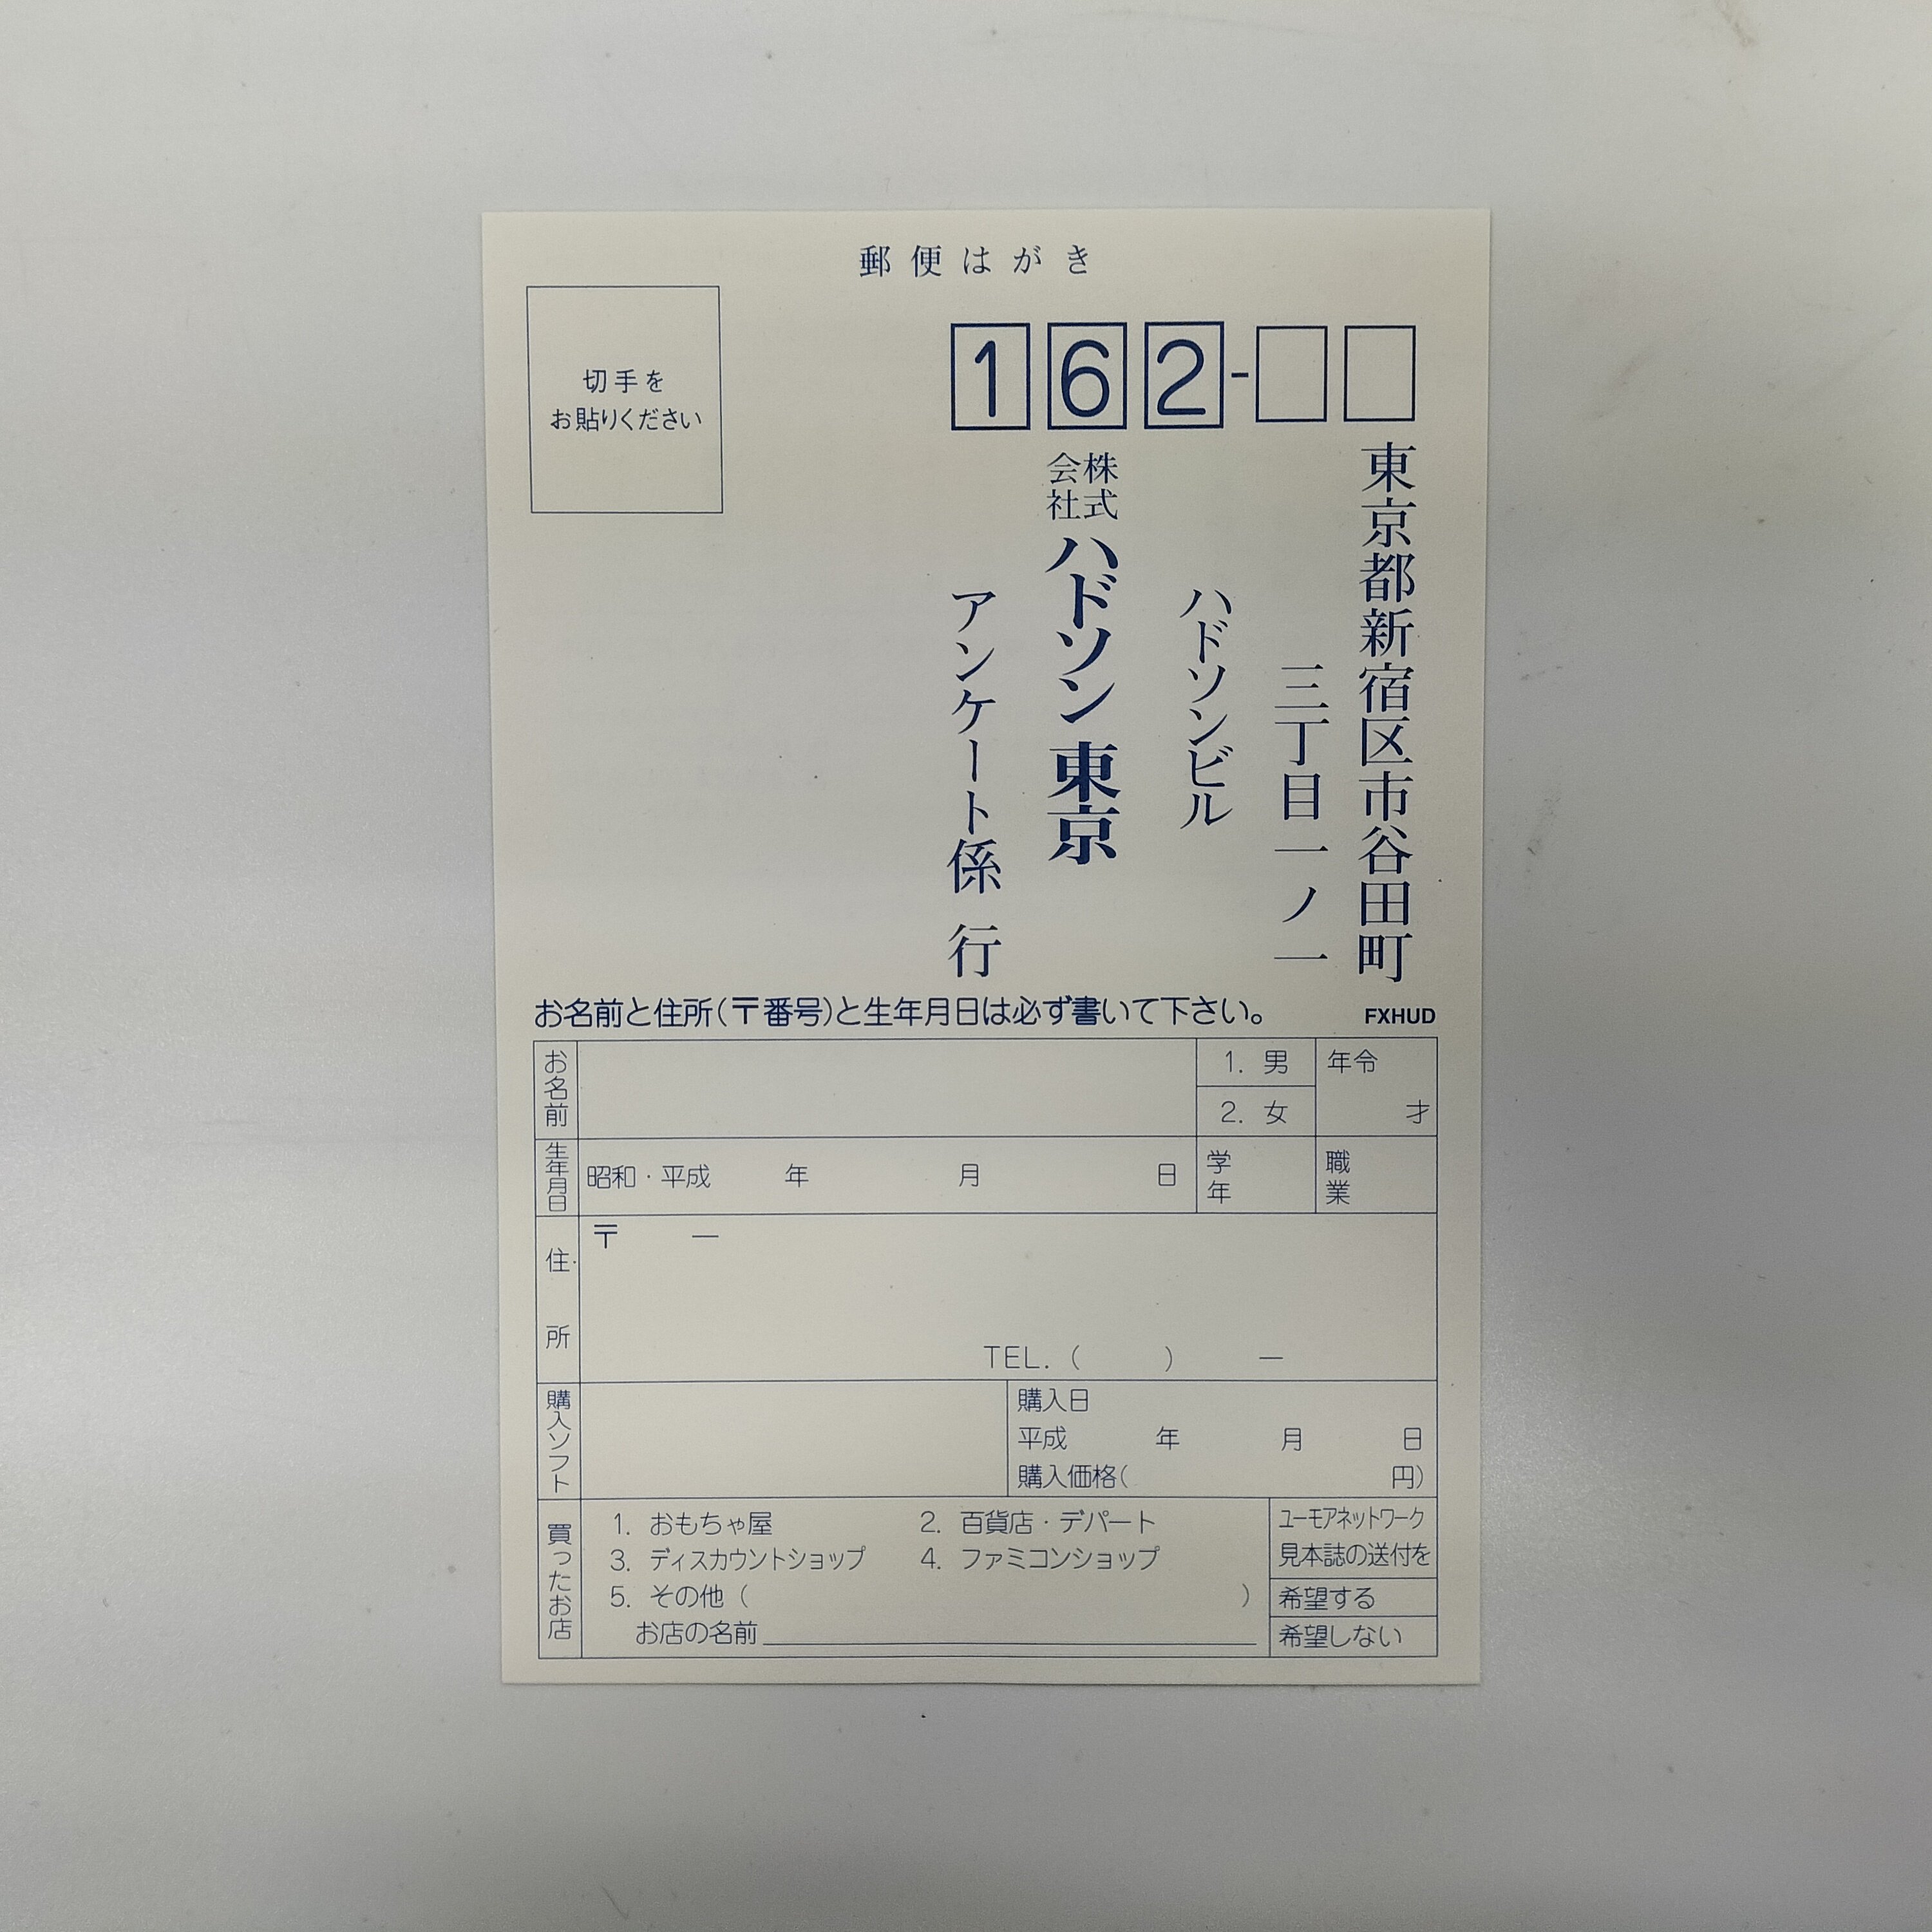 郵便はがき
切手を
お貼りください
162-
東京都新宿区市谷田町
三丁目一ノ一
ハドソンビル
株式会社ハドソン 東京
アンケート係 行
お名前と住所(〒番号)と生年月日は必ず書いて下さい。
FXHUD
お名前
1. 男
2. 女
年令
才
生年月日
昭和・平成 年 月 日
学年
職業
住所
〒 —
TEL. ( ) —
購入ソフト
購入日
平成 年 月 日
購入価格( 円)
買ったお店
1. おもちゃ屋 2. 百貨店・デパート
3. ディスカウントショップ 4. ファミコンショップ
5. その他 ( )
お店の名前
ユーモアネットワーク
見本誌の送付を
希望する
希望しない